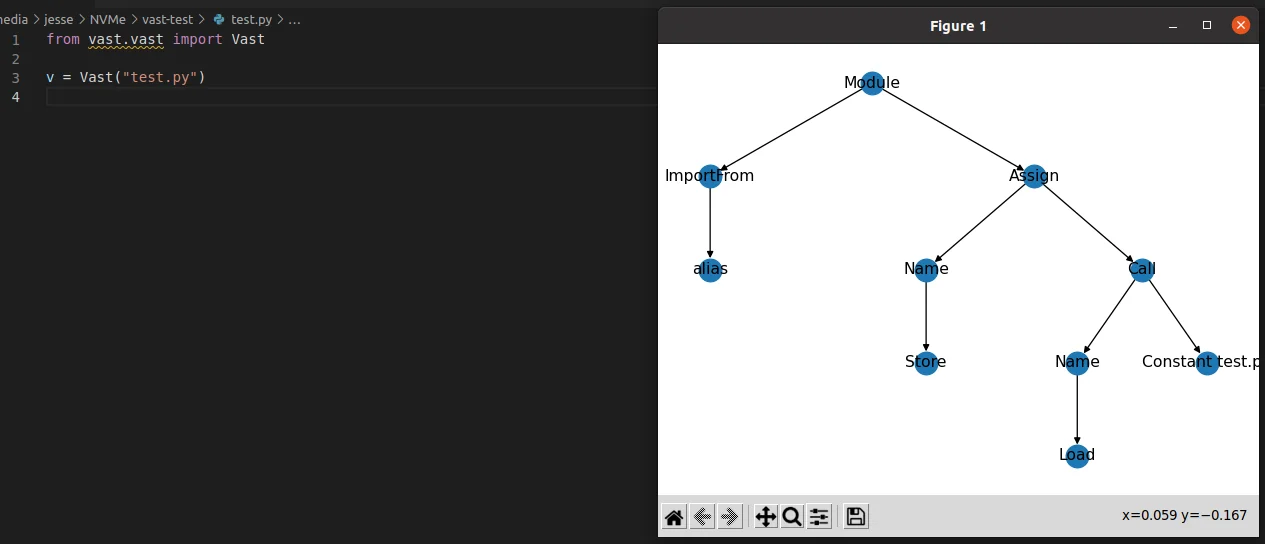 nedia > jesse > NVMe > vast-test > test.py > ...
1 from vast.vast import Vast
2
3 v = Vast("test.py")
4
Figure 1
Module
ImportFrom Assign
alias Name Call
Store Name Constant test.p
Load
x=0.059 y=−0.167